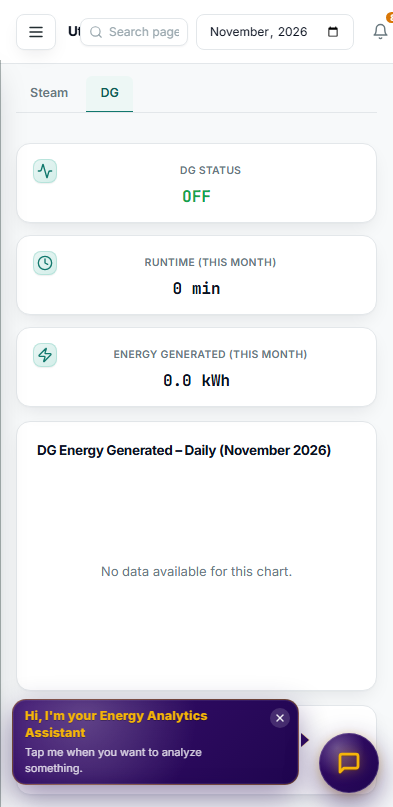 Search page
November, 2026
Steam
DG
DG STATUS
OFF
RUNTIME (THIS MONTH)
0 min
ENERGY GENERATED (THIS MONTH)
0.0 kWh
DG Energy Generated – Daily (November 2026)
No data available for this chart.
Hi, I'm your Energy Analytics
Assistant
Tap me when you want to analyze
something.